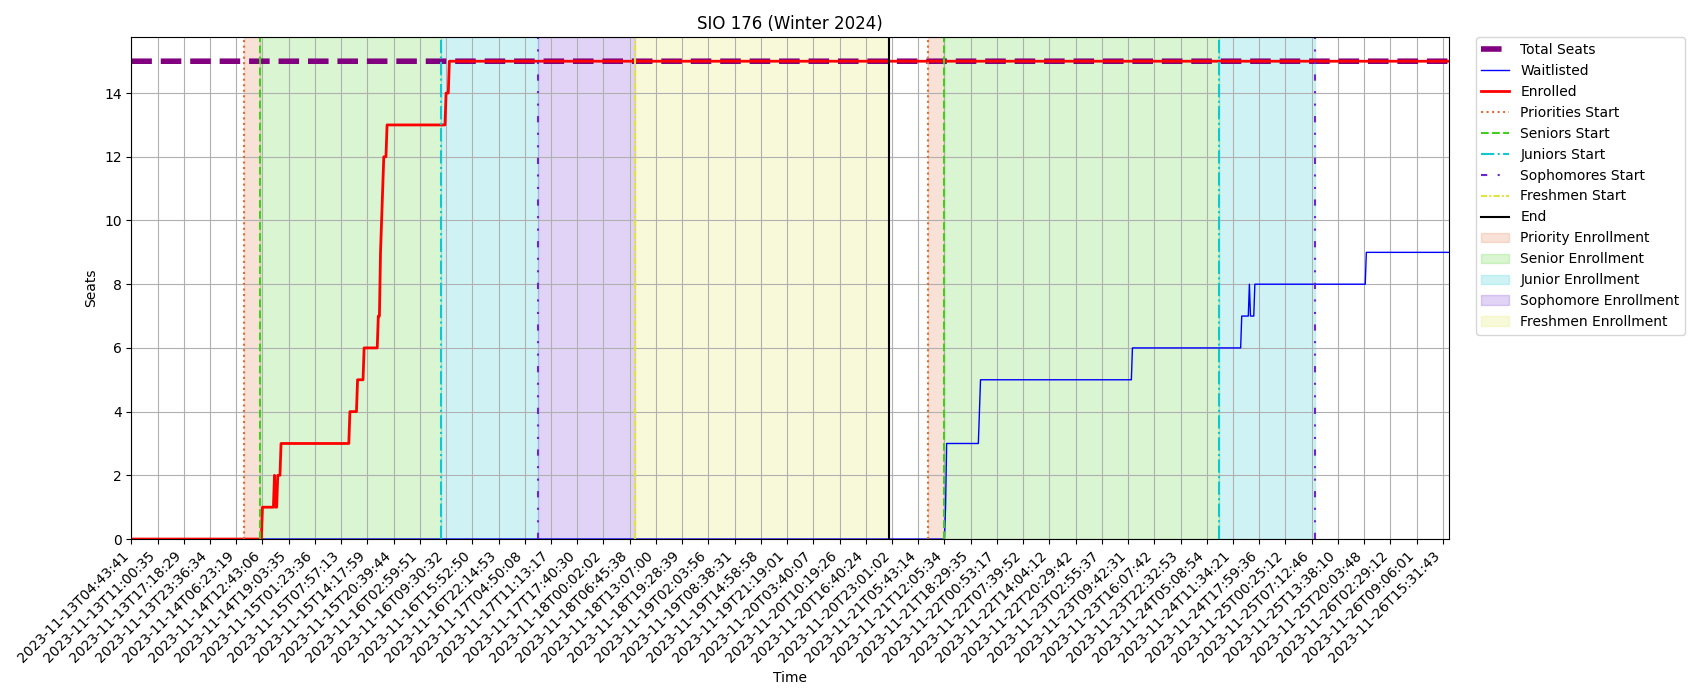 SIO 176 (Winter 2024)
Seats
14
12
10
8
6
4
2
0
2023-11-13T04:43:41
2023-11-13T11:00:35
2023-11-13T17:18:29
2023-11-13T23:36:34
2023-11-14T06:23:19
2023-11-14T12:43:06
2023-11-14T19:03:35
2023-11-15T01:23:36
2023-11-15T07:57:13
2023-11-15T14:17:59
2023-11-15T20:39:44
2023-11-16T02:59:51
2023-11-16T09:30:32
2023-11-16T15:52:50
2023-11-16T22:14:53
2023-11-17T04:50:08
2023-11-17T11:13:17
2023-11-17T17:40:30
2023-11-18T00:02:02
2023-11-18T06:45:38
2023-11-18T13:07:00
2023-11-18T19:28:39
2023-11-19T02:03:56
2023-11-19T08:38:31
2023-11-19T14:58:58
2023-11-19T21:19:01
2023-11-20T03:40:07
2023-11-20T10:19:26
2023-11-20T16:40:24
2023-11-20T23:01:02
2023-11-21T05:43:14
2023-11-21T12:05:34
2023-11-21T18:29:35
2023-11-22T00:53:17
2023-11-22T07:39:52
2023-11-22T14:04:12
2023-11-22T20:29:42
2023-11-23T02:55:37
2023-11-23T09:42:31
2023-11-23T16:07:42
2023-11-23T22:32:53
2023-11-24T05:08:54
2023-11-24T11:34:21
2023-11-24T17:59:36
2023-11-25T00:25:12
2023-11-25T07:12:46
2023-11-25T13:38:10
2023-11-25T20:03:48
2023-11-26T02:29:12
2023-11-26T09:06:01
2023-11-26T15:31:43
Time
Total Seats
Waitlisted
Enrolled
Priorities Start
Seniors Start
Juniors Start
Sophomores Start
Freshmen Start
End
Priority Enrollment
Senior Enrollment
Junior Enrollment
Sophomore Enrollment
Freshmen Enrollment